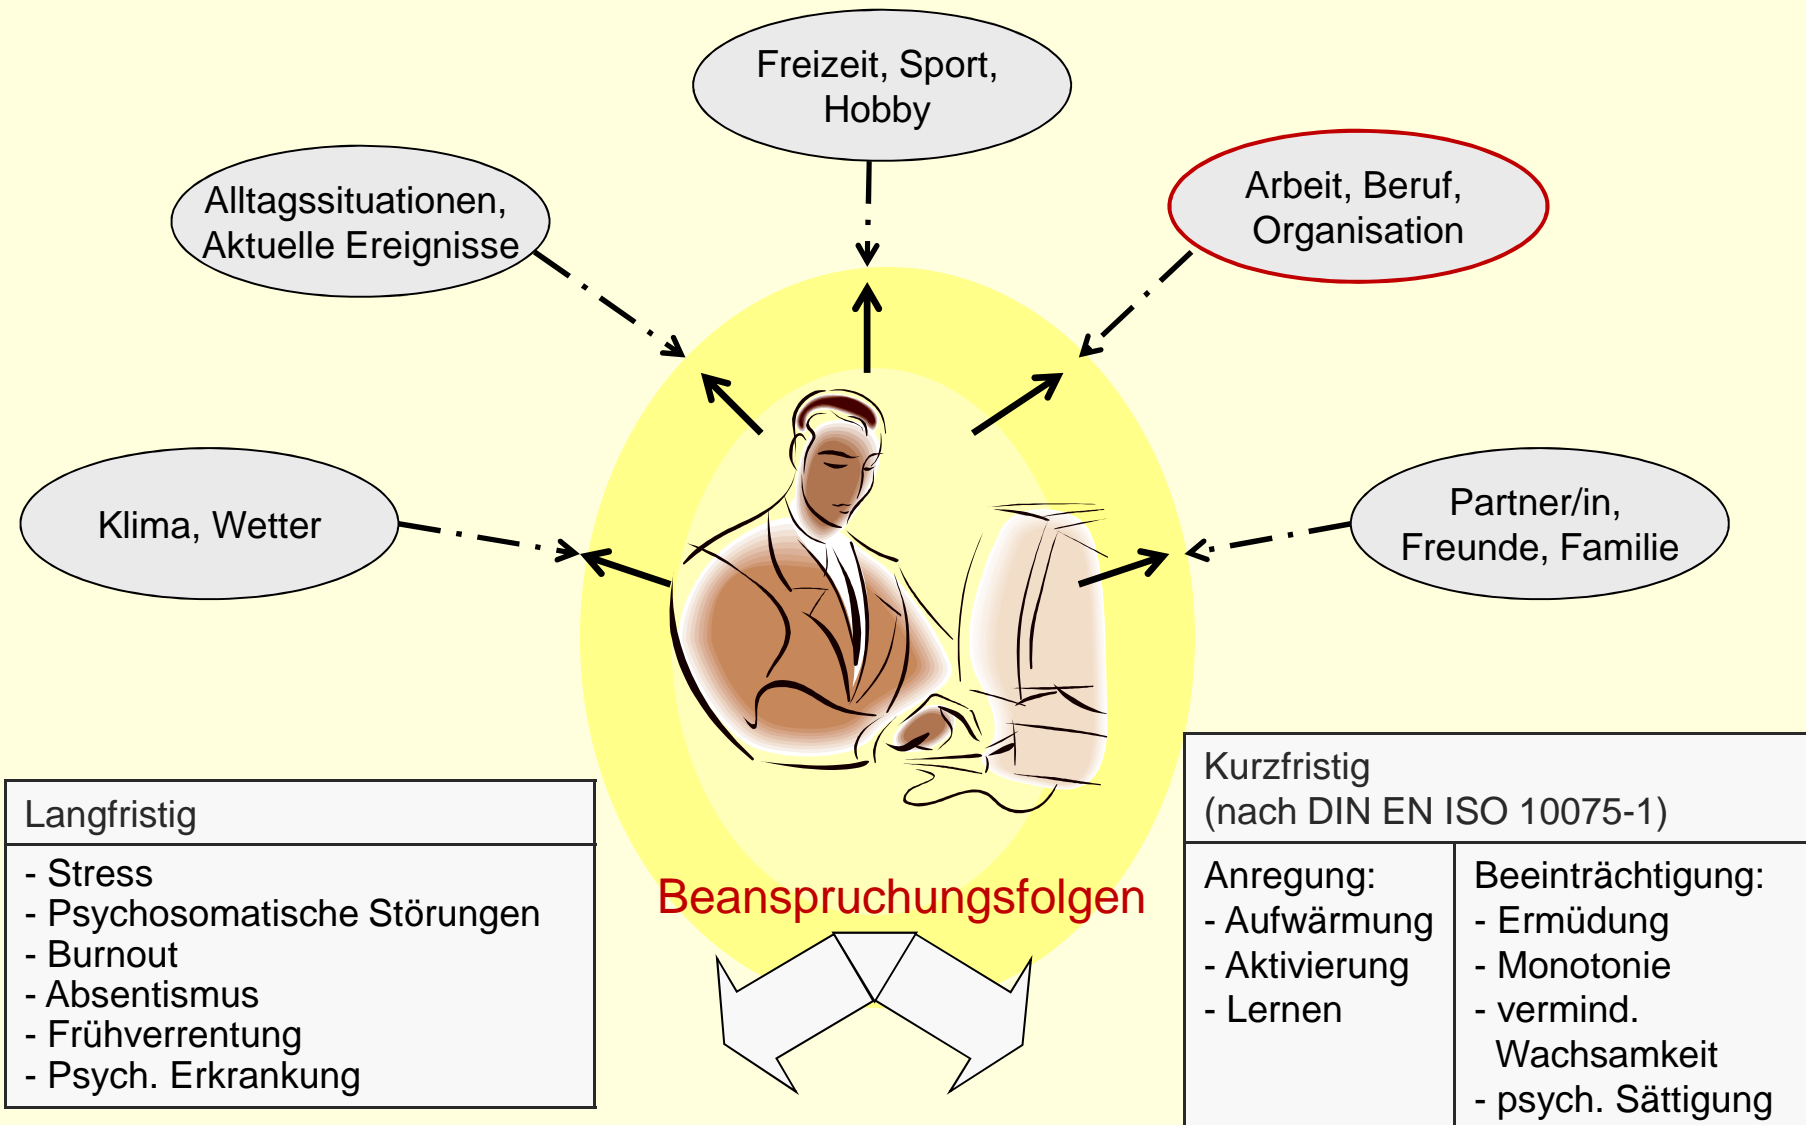 Freizeit, Sport,
Hobby
Alltagssituationen,
Aktuelle Ereignisse
Arbeit, Beruf,
Organisation
Klima, Wetter
Partner/in,
Freunde, Familie
Beanspruchungsfolgen
Langfristig
- Stress
- Psychosomatische Störungen
- Burnout
- Absentismus
- Frühverrentung
- Psych. Erkrankung
Kurzfristig
(nach DIN EN ISO 10075-1)
Anregung:
- Aufwärmung
- Aktivierung
- Lernen
Beeinträchtigung:
- Ermüdung
- Monotonie
- vermind.
Wachsamkeit
- psych. Sättigung